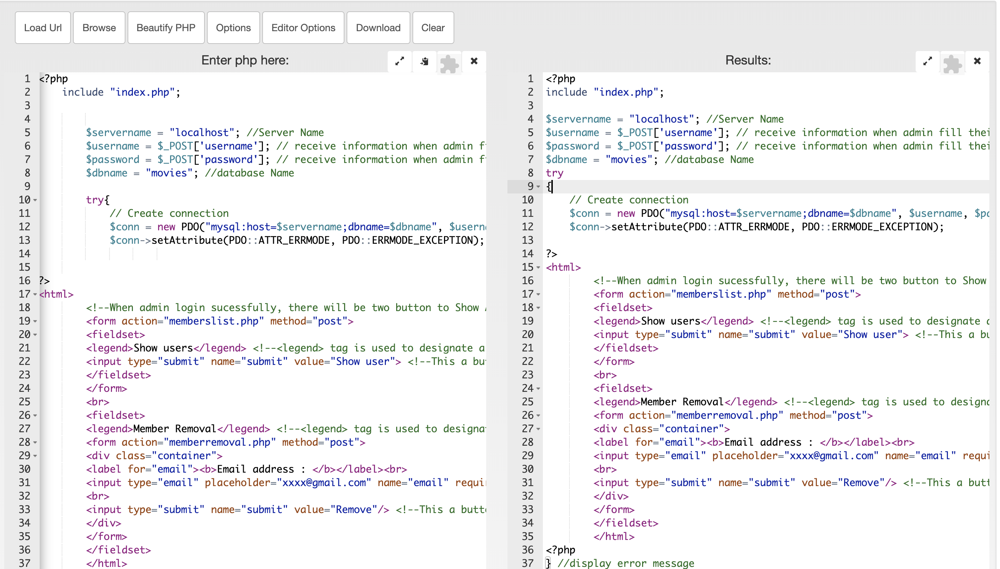 Load Url Browse Beautify PHP Options Editor Options Download Clear
Enter php here:
1 <?php
2 include "index.php";
3
4
5 $servername = "localhost"; //Server Name
6 $username = $_POST['username']; // receive information when admin
7 $password = $_POST['password']; // receive information when admin
8 $dbname = "movies"; //database Name
9
10 try{
11 // Create connection
12 $conn = new PDO("mysql:host=$servername;dbname=$dbname",
13 $conn->setAttribute(PDO::ATTR_ERRMODE, PDO::ERRMODE_EXCEPTION);
14
15
16 ?>
17 <html>
18 <!--When admin login sucessfully, there will be two button to Show
19 <form action="memberslist.php" method="post">
20 <fieldset>
21 <legend>Show users</legend> <!--<legend> tag is used to designate a
22 <input type="submit" name="submit" value="Show user"> <!--This a
23 </fieldset>
24 </form>
25 <br>
26 <fieldset>
27 <legend>Member Removal</legend> <!--<legend> tag is used to
28 <form action="memberremoval.php" method="post">
29 <div class="container">
30 <label for="email"><b>Email address : </b></label><br>
31 <input type="email" placeholder="xxxx@gmail.com" name="email"
32 <br>
33 <input type="submit" name="submit" value="Remove"/> <!--This a
34 </div>
35 </form>
36 </fieldset>
37 </html>
Results:
1 <?php
2 include "index.php";
3
4 $servername = "localhost"; //Server Name
5 $username = $_POST['username']; // receive information when admin fill
6 $password = $_POST['password']; // receive information when admin fill
7 $dbname = "movies"; //database Name
8 try
9 {
10 // Create connection
11 $conn = new PDO("mysql:host=$servername;dbname=$dbname", $username,
12 $conn->setAttribute(PDO::ATTR_ERRMODE, PDO::ERRMODE_EXCEPTION);
13
14 ?>
15 <html>
16 <!--When admin login sucessfully, there will be two button to Show
17 <form action="memberslist.php" method="post">
18 <fieldset>
19 <legend>Show users</legend> <!--<legend> tag is used to designate
20 <input type="submit" name="submit" value="Show user"> <!--This a
21 </fieldset>
22 </form>
23 <br>
24 <fieldset>
25 <legend>Member Removal</legend> <!--<legend> tag is used to
26 <form action="memberremoval.php" method="post">
27 <div class="container">
28 <label for="email"><b>Email address : </b></label><br>
29 <input type="email" placeholder="xxxx@gmail.com" name="email"
30 <br>
31 <input type="submit" name="submit" value="Remove"/> <!--This a
32 </div>
33 </form>
34 </fieldset>
35 </html>
36 <?php
37 } //display error message